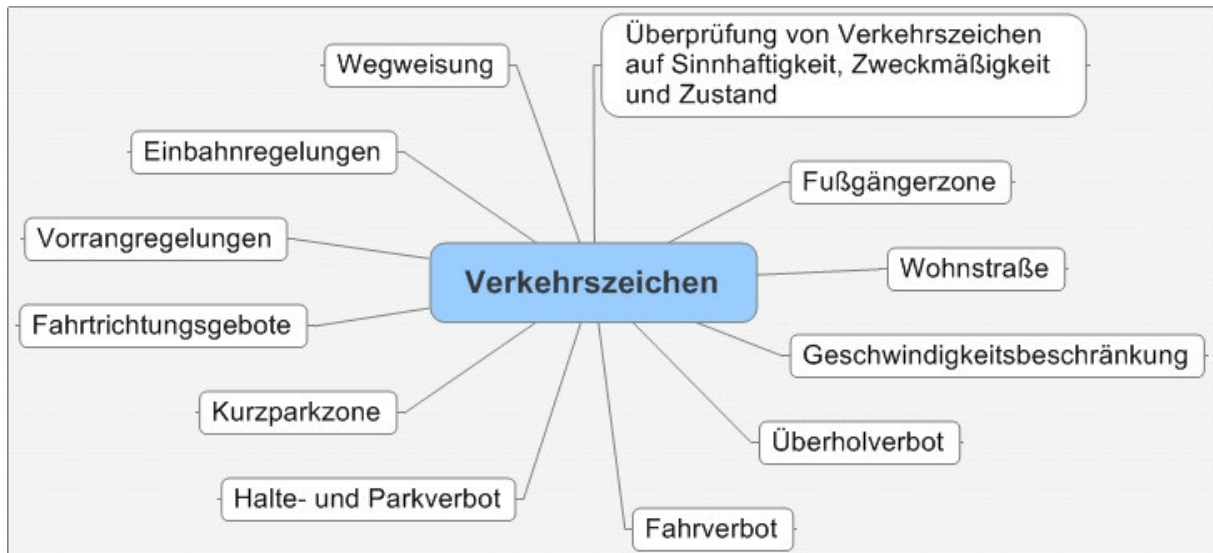 Überprüfung von Verkehrszeichen
auf Sinnhaftigkeit, Zweckmäßigkeit
und Zustand
Wegweisung
Einbahnregelungen
Fußgängerzone
Vorrangregelungen
Wohnstraße
Verkehrszeichen
Fahrtrichtungsgebote
Geschwindigkeitsbeschränkung
Kurzparkzone
Überholverbot
Halte- und Parkverbot
Fahrverbot